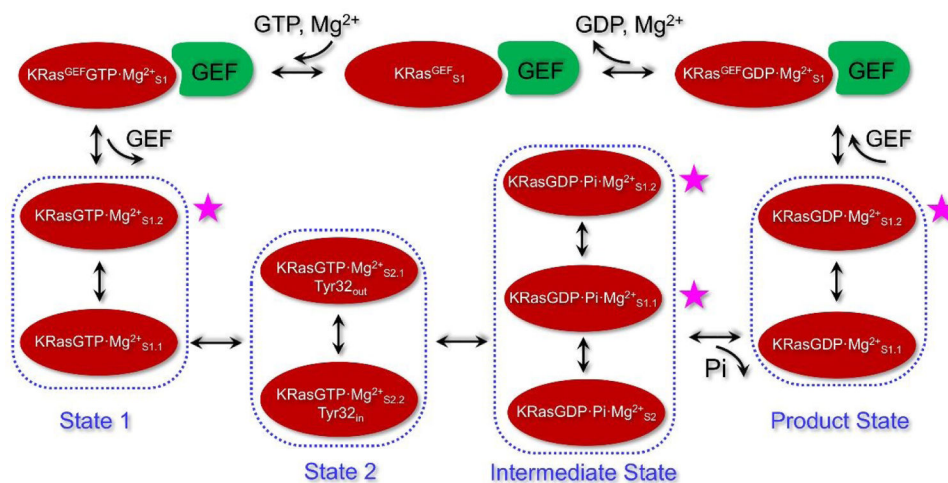 GTP, Mg²⁺
GDP, Mg²⁺
KRasᴳᴱᶠGTP·Mg²⁺S1
GEF
KRasᴳᴱᶠS1
GEF
KRasᴳᴱᶠGDP·Mg²⁺S1
GEF
GEF
GEF
KRasGTP·Mg²⁺S1.2
KRasGTP·Mg²⁺S1.1
State 1
KRasGTP·Mg²⁺S2.1
Tyr32out
KRasGTP·Mg²⁺S2.2
Tyr32in
State 2
KRasGDP·Pi·Mg²⁺S1.2
KRasGDP·Pi·Mg²⁺S1.1
KRasGDP·Pi·Mg²⁺S2
Intermediate State
Pi
KRasGDP·Mg²⁺S1.2
KRasGDP·Mg²⁺S1.1
Product State